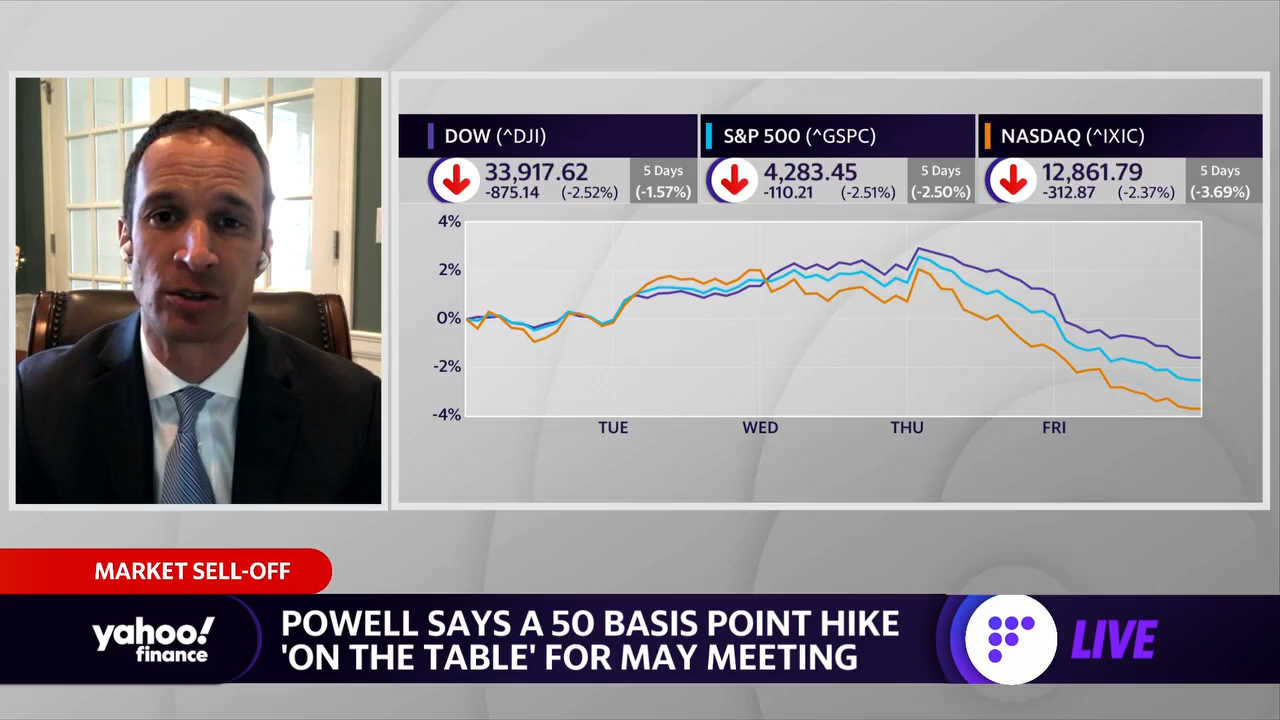 DOW (^DJI)
33,917.62
-875.14 (-2.52%)
5 Days
(-1.57%)
S&P 500 (^GSPC)
4,283.45
-110.21 (-2.51%)
5 Days
(-2.50%)
NASDAQ (^IXIC)
12,861.79
-312.87 (-2.37%)
5 Days
(-3.69%)
4%
2%
0%
-2%
-4%
TUE WED THU FRI
MARKET SELL-OFF
yahoo!
finance
POWELL SAYS A 50 BASIS POINT HIKE
'ON THE TABLE' FOR MAY MEETING
LIVE